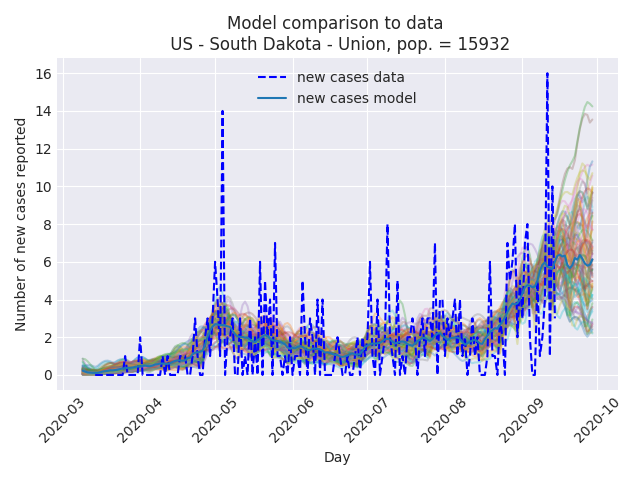 Model comparison to data
US - South Dakota - Union, pop. = 15932
new cases data
new cases model
Number of new cases reported
16
14
12
10
8
6
4
2
0
2020-03
2020-04
2020-05
2020-06
2020-07
2020-08
2020-09
2020-10
Day